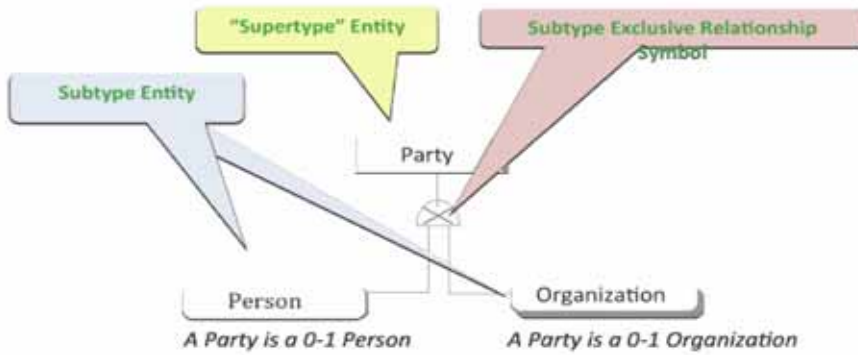 "Supertype" Entity
Subtype Exclusive Relationship
Symbol
Subtype Entity
Party
Person
Organization
A Party is a 0-1 Person
A Party is a 0-1 Organization